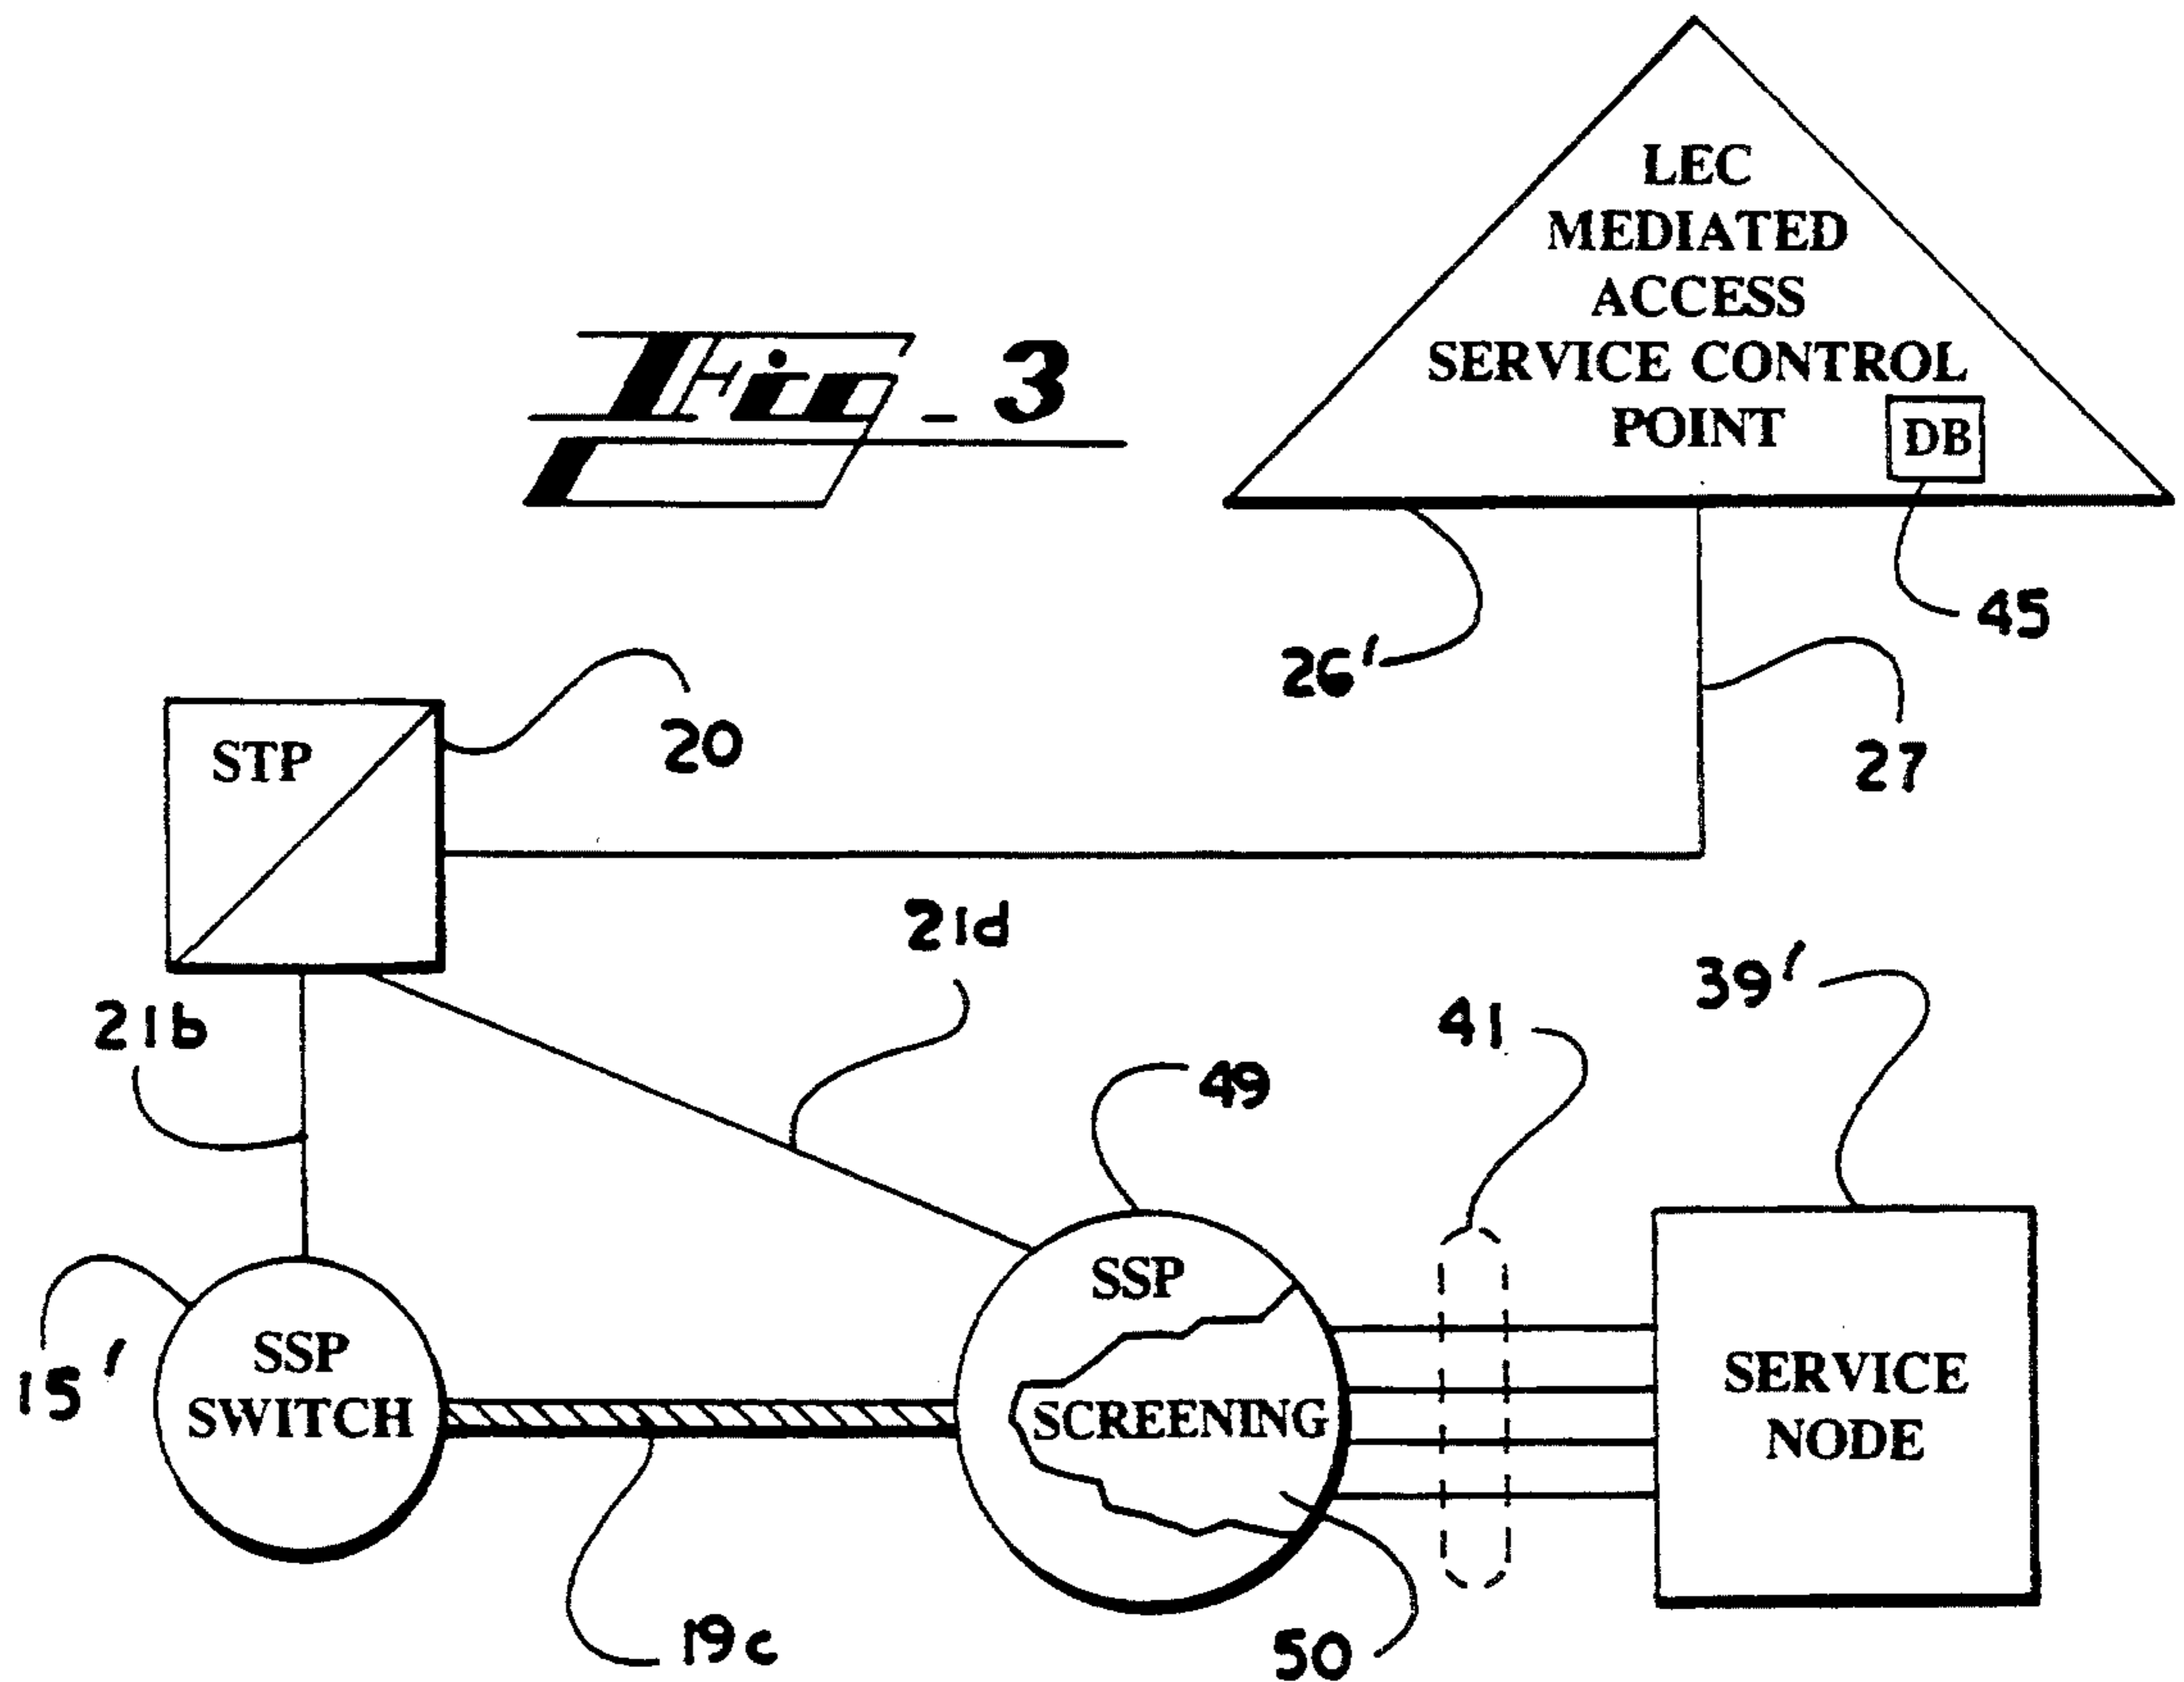 LEC
MEDIATED
ACCESS
SERVICE CONTROL
POINT
DB
Fig_3
45
26'
27
20
STP
21d
39'
21b
41
49
SSP
15'
SSP
SWITCH
SCREENING
SERVICE
NODE
19c
50